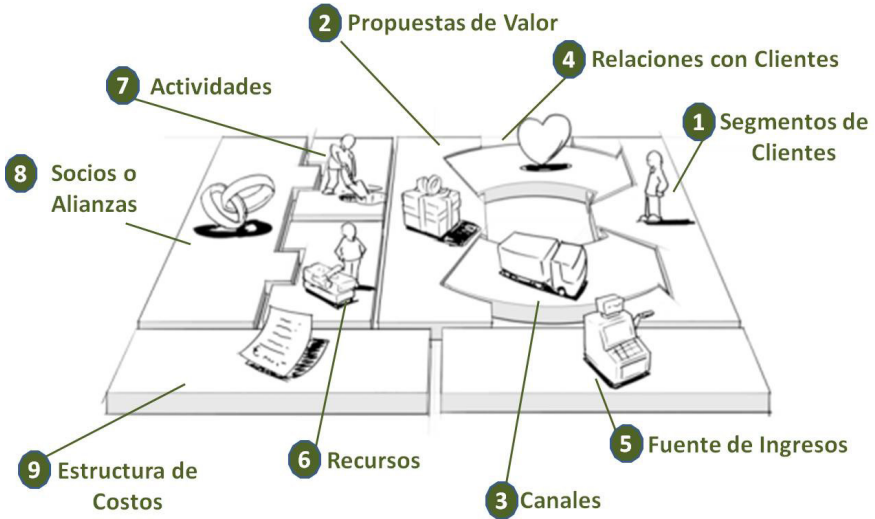 2 Propuestas de Valor
4 Relaciones con Clientes
7 Actividades
1 Segmentos de
Clientes
8 Socios o
Alianzas
9 Estructura de
Costos
6 Recursos
3 Canales
5 Fuente de Ingresos